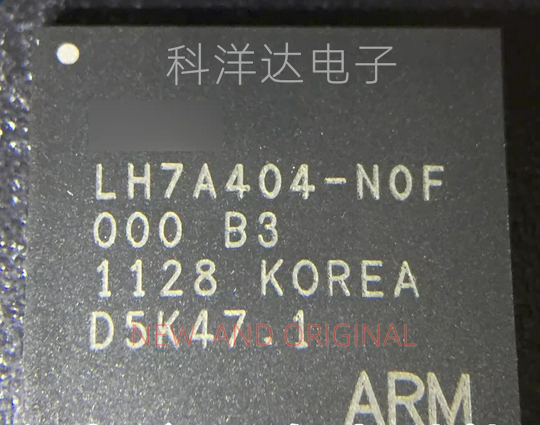 科洋达电子
LH7A404-N0F
000 B3
1128 KOREA
D5K47.1
NEW AND ORIGINAL
ARM